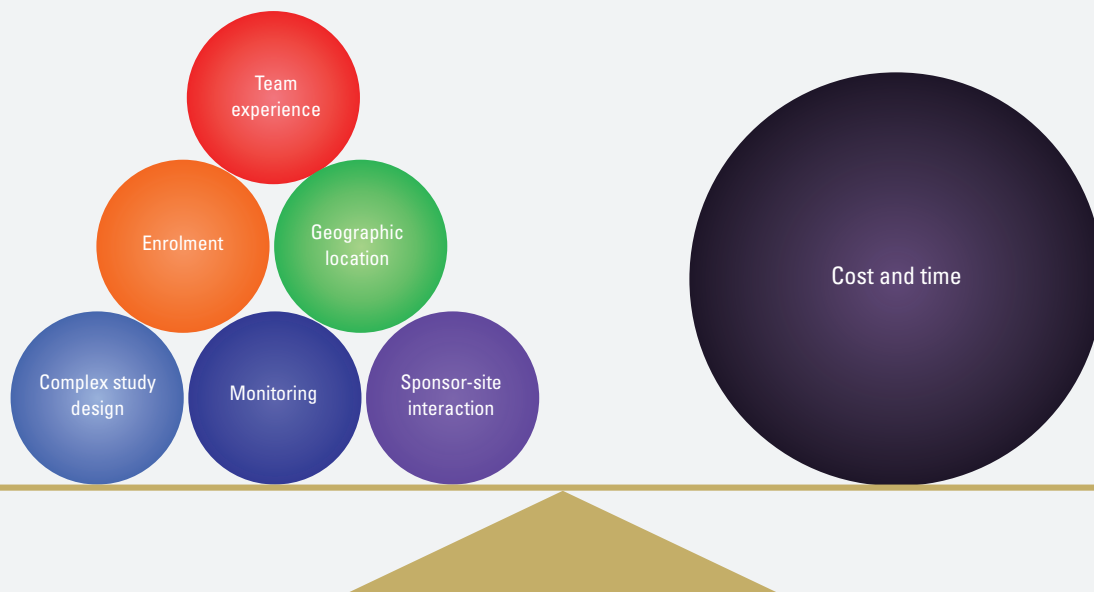 Team
experience
Enrolment
Geographic
location
Complex study
design
Monitoring
Sponsor-site
interaction
Cost and time